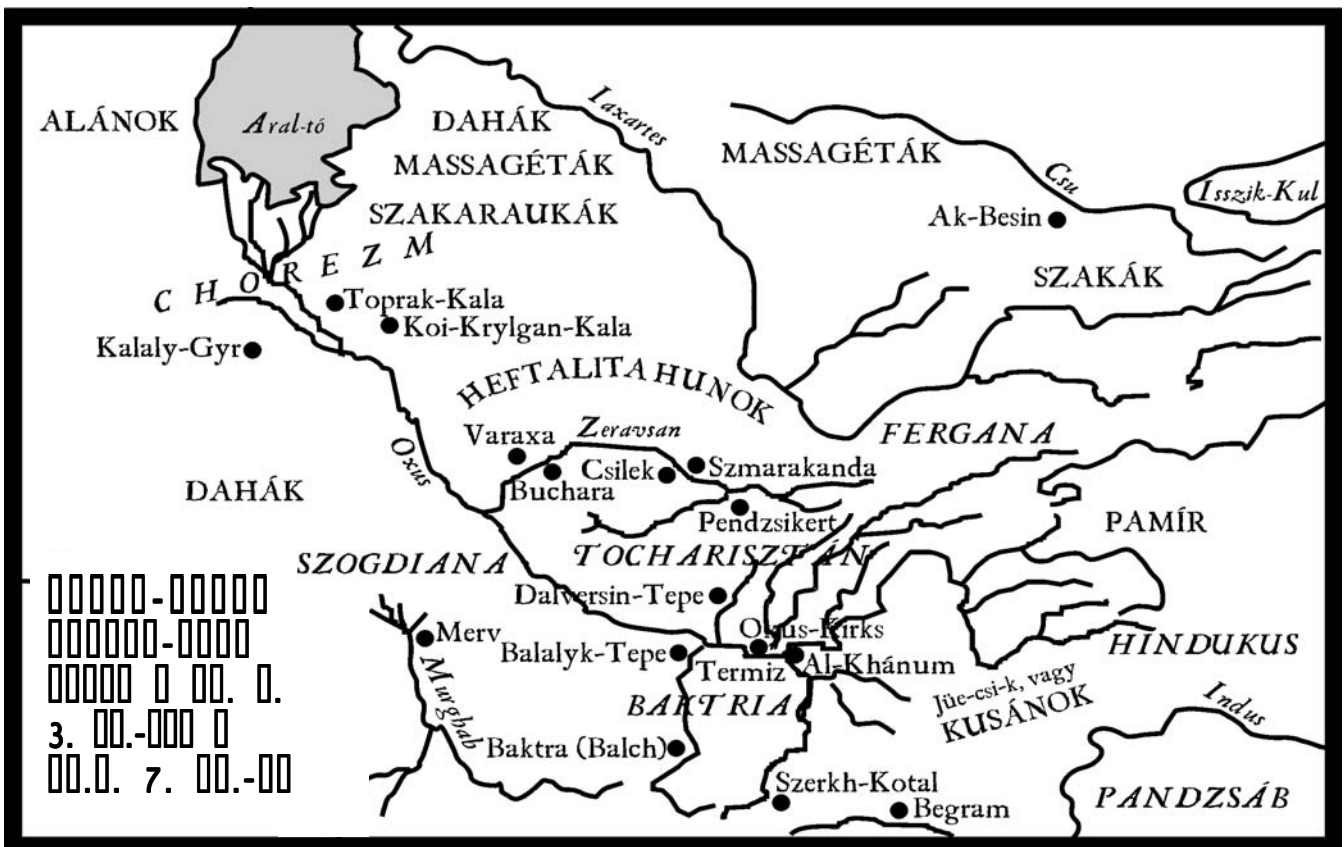 ALÁNOK
Aral-tó
DAHÁK
MASSAGÉTÁK
SZAKARAUKÁK
Iaxartes
MASSAGÉTÁK
Csu
Isszik-Kul
Ak-Besin
SZAKÁK
CHOREZM
Toprak-Kala
Koi-Krylgan-Kala
Kalaly-Gyr
HEFTALITA HUNOK
Oxus
Varaxa
Zeravsan
FERGANA
Csilek
Szmarakanda
Buchara
DAHÁK
Pendzsikert
PAMÍR
SZOGDIANA
TOCHARISZTÁN
Dalversin-Tepe
Merv
Murghab
Balalyk-Tepe
Oxus-Kirks
Termiz
Al-Khánum
HINDUKUS
BAKTRIA
Jüe-csi-k, vagy
KUSÁNOK
Indus
Baktra (Balch)
Szerkh-Kotal
Begram
PANDZSÁB
3.
7.